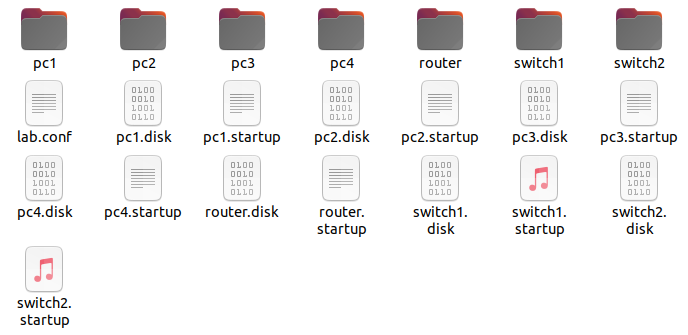 pc1 pc2 pc3 pc4 router switch1 switch2
lab.conf pc1.disk pc1.startup pc2.disk pc2.startup pc3.disk pc3.startup
pc4.disk pc4.startup router.disk router.
startup switch1.
disk switch1.
startup switch2.
disk
switch2.
startup